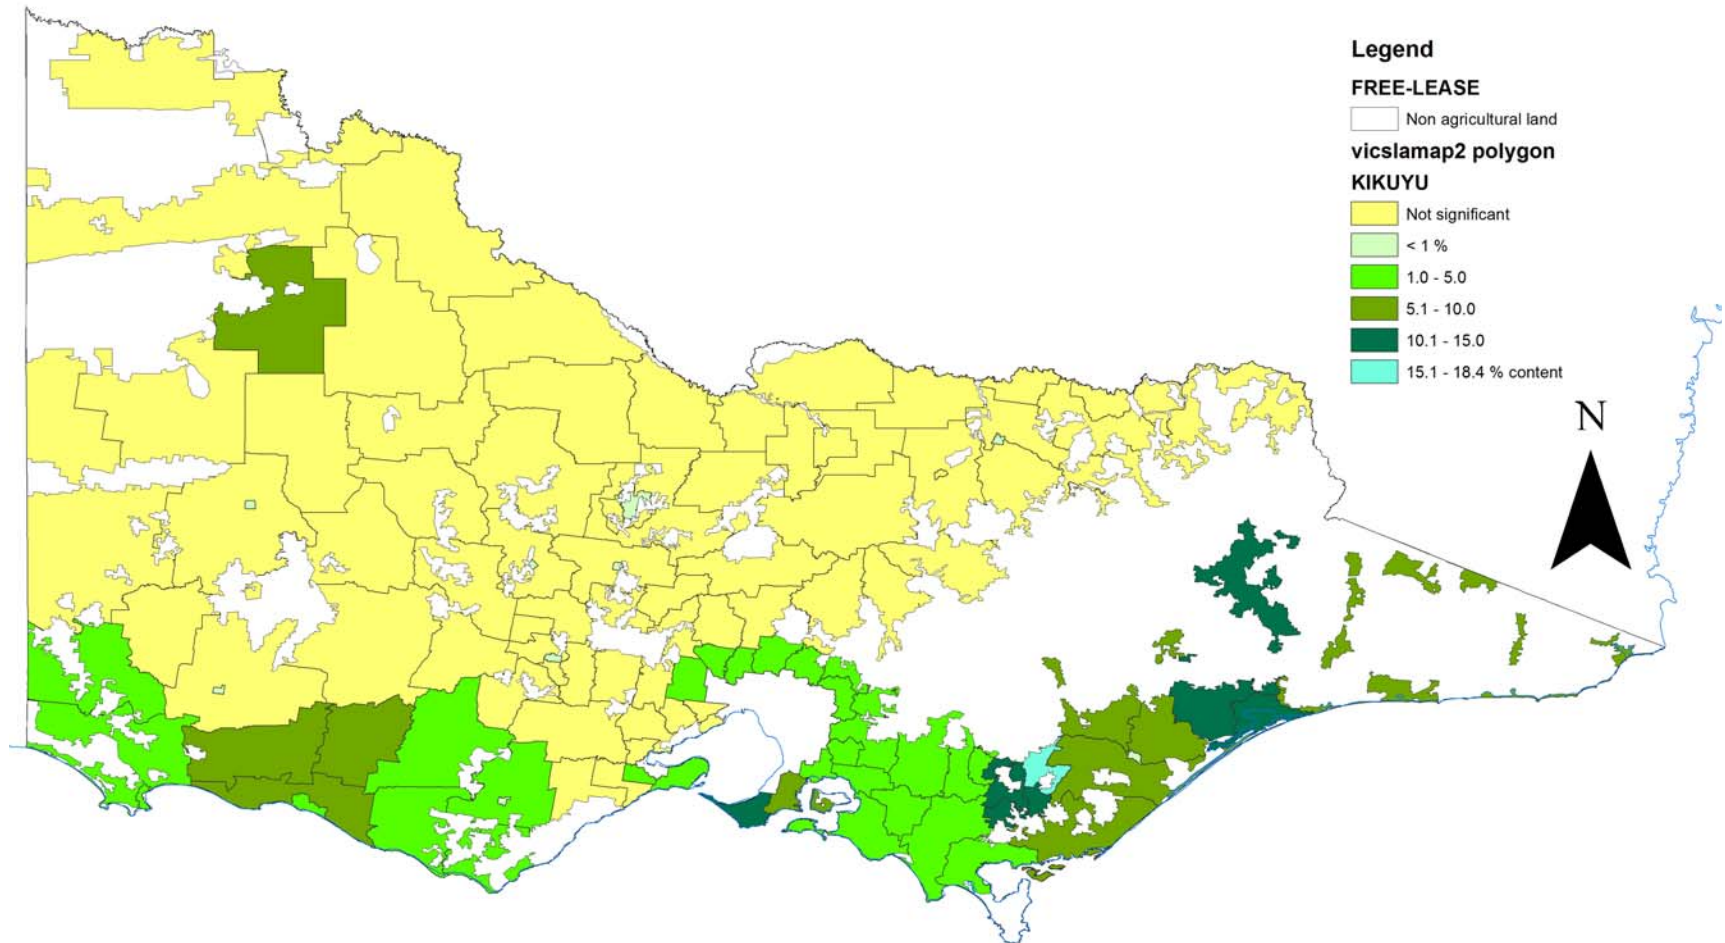 Legend
FREE-LEASE
Non agricultural land
vicslamap2 polygon
KIKUYU
Not significant
< 1 %
1.0 - 5.0
5.1 - 10.0
10.1 - 15.0
15.1 - 18.4 % content
N